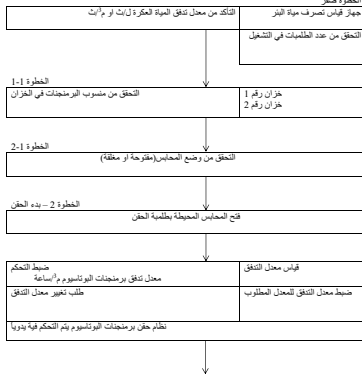 الخطوة صفر
جهاز قياس تصرف مياة البئر
التأكد من معدل تدفق المياة العكرة ل/ث او م³/ث
التحقق من عدد الطلمبات في التشغيل
الخطوة 1-1
خزان رقم 1
التحقق من منسوب البرمنجنات في الخزان
خزان رقم 2
الخطوة 1-2
التحقق من وضع المحابس(مفتوحة او مغلقة)
الخطوة 2 – بدء الحقن
فتح المحابس المحيطة بطلمبة الحقن
قياس معدل التدفق
ضبط التحكم
معدل تدفق برمنجنات البوتاسيوم م³/ساعة
ضبط معدل التدفق للمعدل المطلوب
طلب تغيير معدل التدفق
نظام حقن برمنجنات البوتاسيوم يتم التحكم فية يدوياً